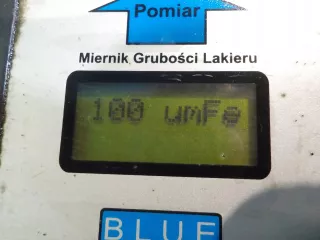 Pomiar
Miernik Grubości Lakieru
100 umFe
BLUE